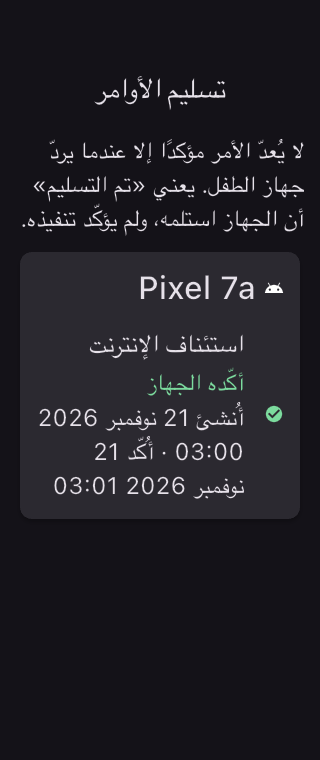 تسليم الأوامر
لا يُعدّ الأمر مؤكدًا إلا عندما يردّ
جهاز الطفل. يعني «تم التسليم»
أن الجهاز استلمه، ولم يؤكّد تنفيذه.
Pixel 7a
استئناف الإنترنت
أكّده الجهاز
أُنشئ 21 نوفمبر 2026
03:00 · أُكّد 21
نوفمبر 2026 03:01